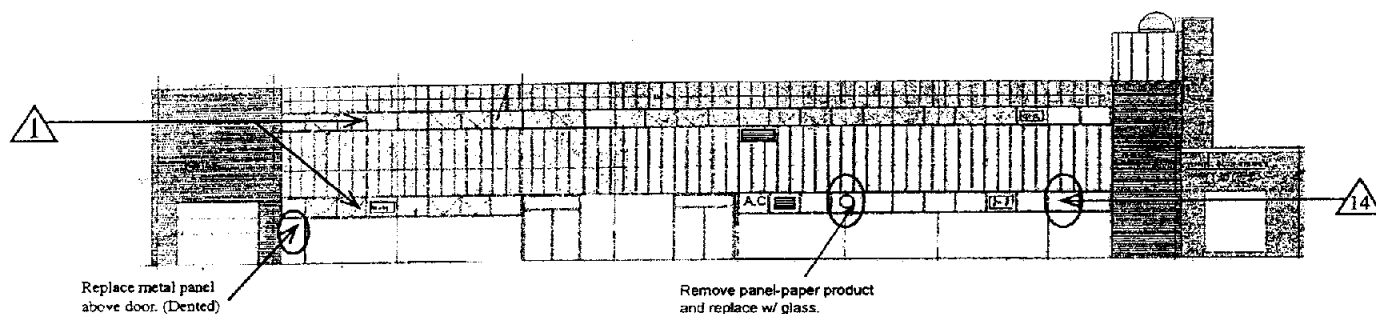 1
A.C
14
Replace metal panel
above door. (Dented)
Remove panel-paper product
and replace w/ glass.